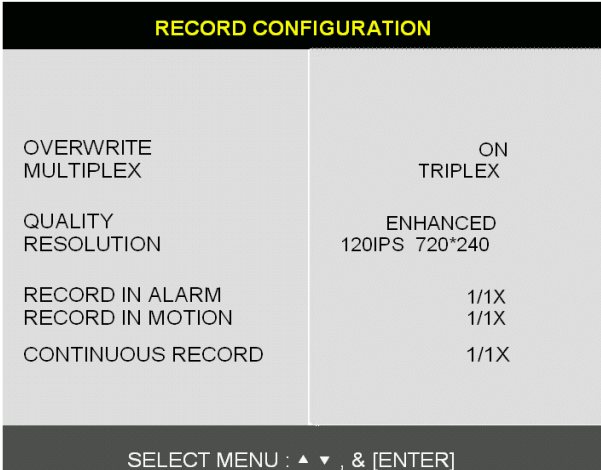 RECORD CONFIGURATION
OVERWRITE ON
MULTIPLEX TRIPLEX
QUALITY ENHANCED
RESOLUTION 120IPS 720*240
RECORD IN ALARM 1/1X
RECORD IN MOTION 1/1X
CONTINUOUS RECORD 1/1X
SELECT MENU : ▲ ▼ , & [ENTER]